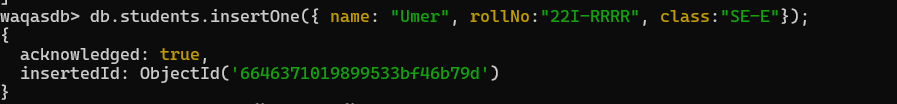 waqasdb> db.students.insertOne({ name: "Umer", rollNo:"22I-RRRR", class:"SE-E"});
{
  acknowledged: true,
  insertedId: ObjectId('6646371019899533bf46b79d')
}